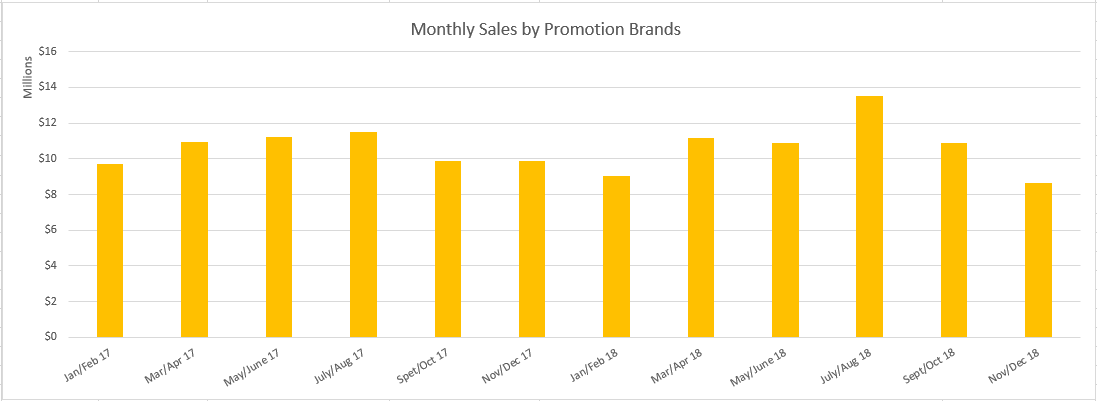 Monthly Sales by Promotion Brands
Millions
$16
$14
$12
$10
$8
$6
$4
$2
$0
Jan/Feb 17
Mar/Apr 17
May/June 17
July/Aug 17
Spet/Oct 17
Nov/Dec 17
Jan/Feb 18
Mar/Apr 18
May/June 18
July/Aug 18
Sept/Oct 18
Nov/Dec 18